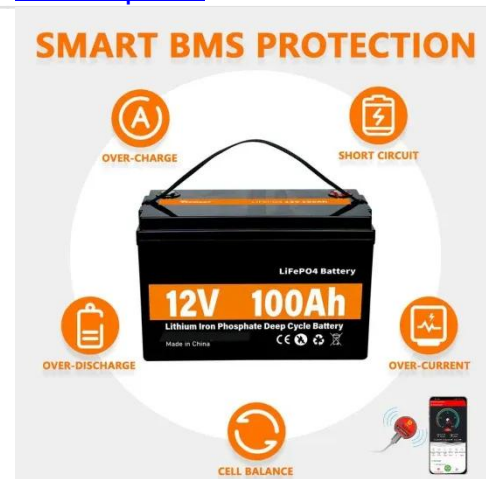 SMART BMS PROTECTION
A
OVER-CHARGE
SHORT CIRCUIT
LiFePO4 Battery
12V 100Ah
Lithium Iron Phosphate Deep Cycle Battery
Made in China
CE
OVER-DISCHARGE
OVER-CURRENT
CELL BALANCE